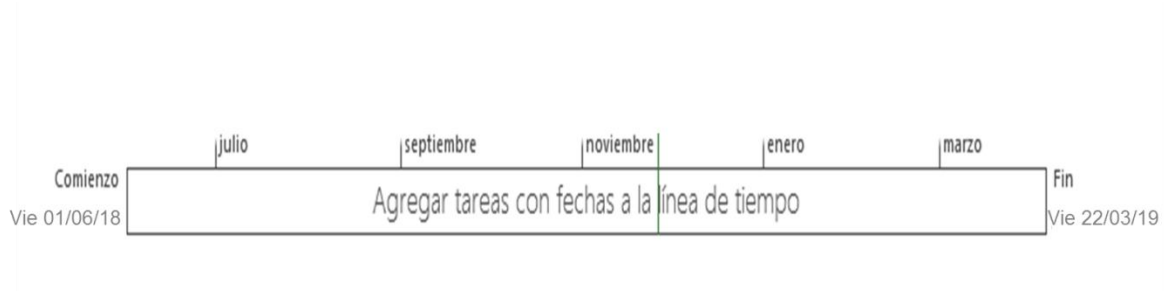 julio
septiembre
noviembre
enero
marzo
Comienzo
Vie 01/06/18
Agregar tareas con fechas a la línea de tiempo
Fin
Vie 22/03/19